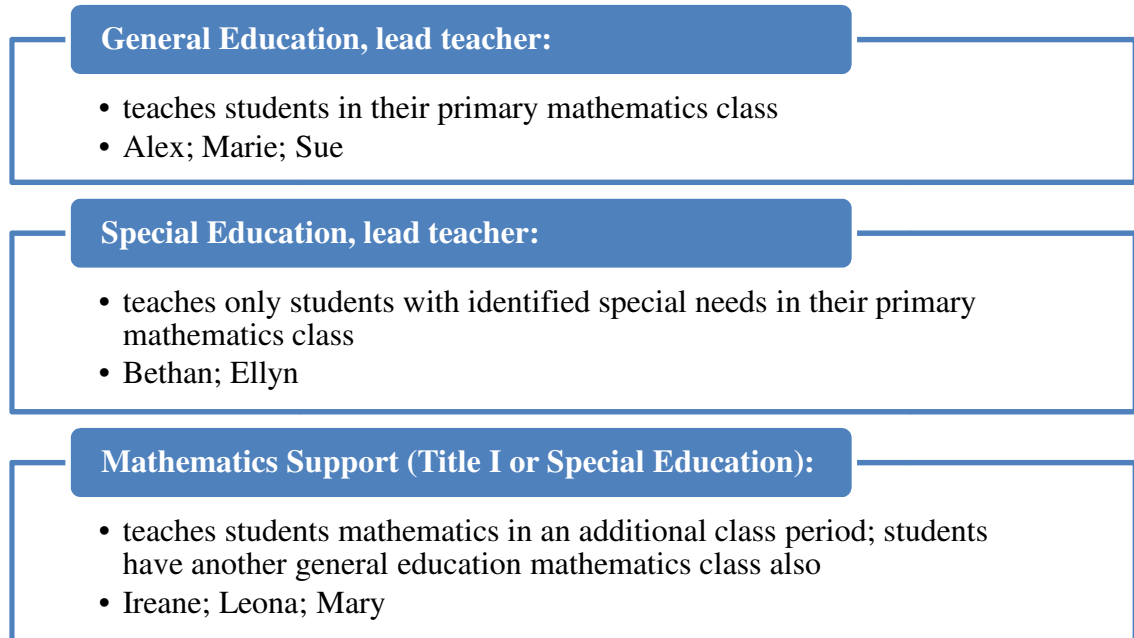 General Education, lead teacher:
• teaches students in their primary mathematics class
• Alex; Marie; Sue
Special Education, lead teacher:
• teaches only students with identified special needs in their primary
mathematics class
• Bethan; Ellyn
Mathematics Support (Title I or Special Education):
• teaches students mathematics in an additional class period; students
have another general education mathematics class also
• Ireane; Leona; Mary